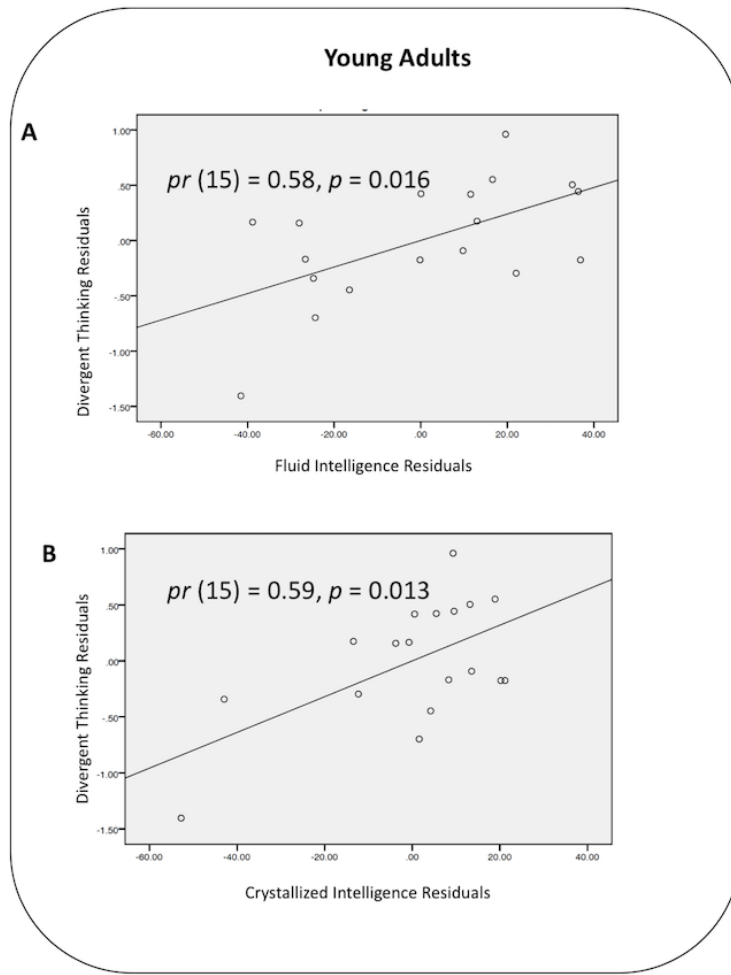 Young Adults
A
pr (15) = 0.58, p = 0.016
1.00
.50
.00
-.50
-1.00
-1.50
Divergent Thinking Residuals
-60.00 -40.00 -20.00 .00 20.00 40.00
Fluid Intelligence Residuals
B
pr (15) = 0.59, p = 0.013
1.00
.50
.00
-.50
-1.00
-1.50
Divergent Thinking Residuals
-60.00 -40.00 -20.00 .00 20.00 40.00
Crystallized Intelligence Residuals